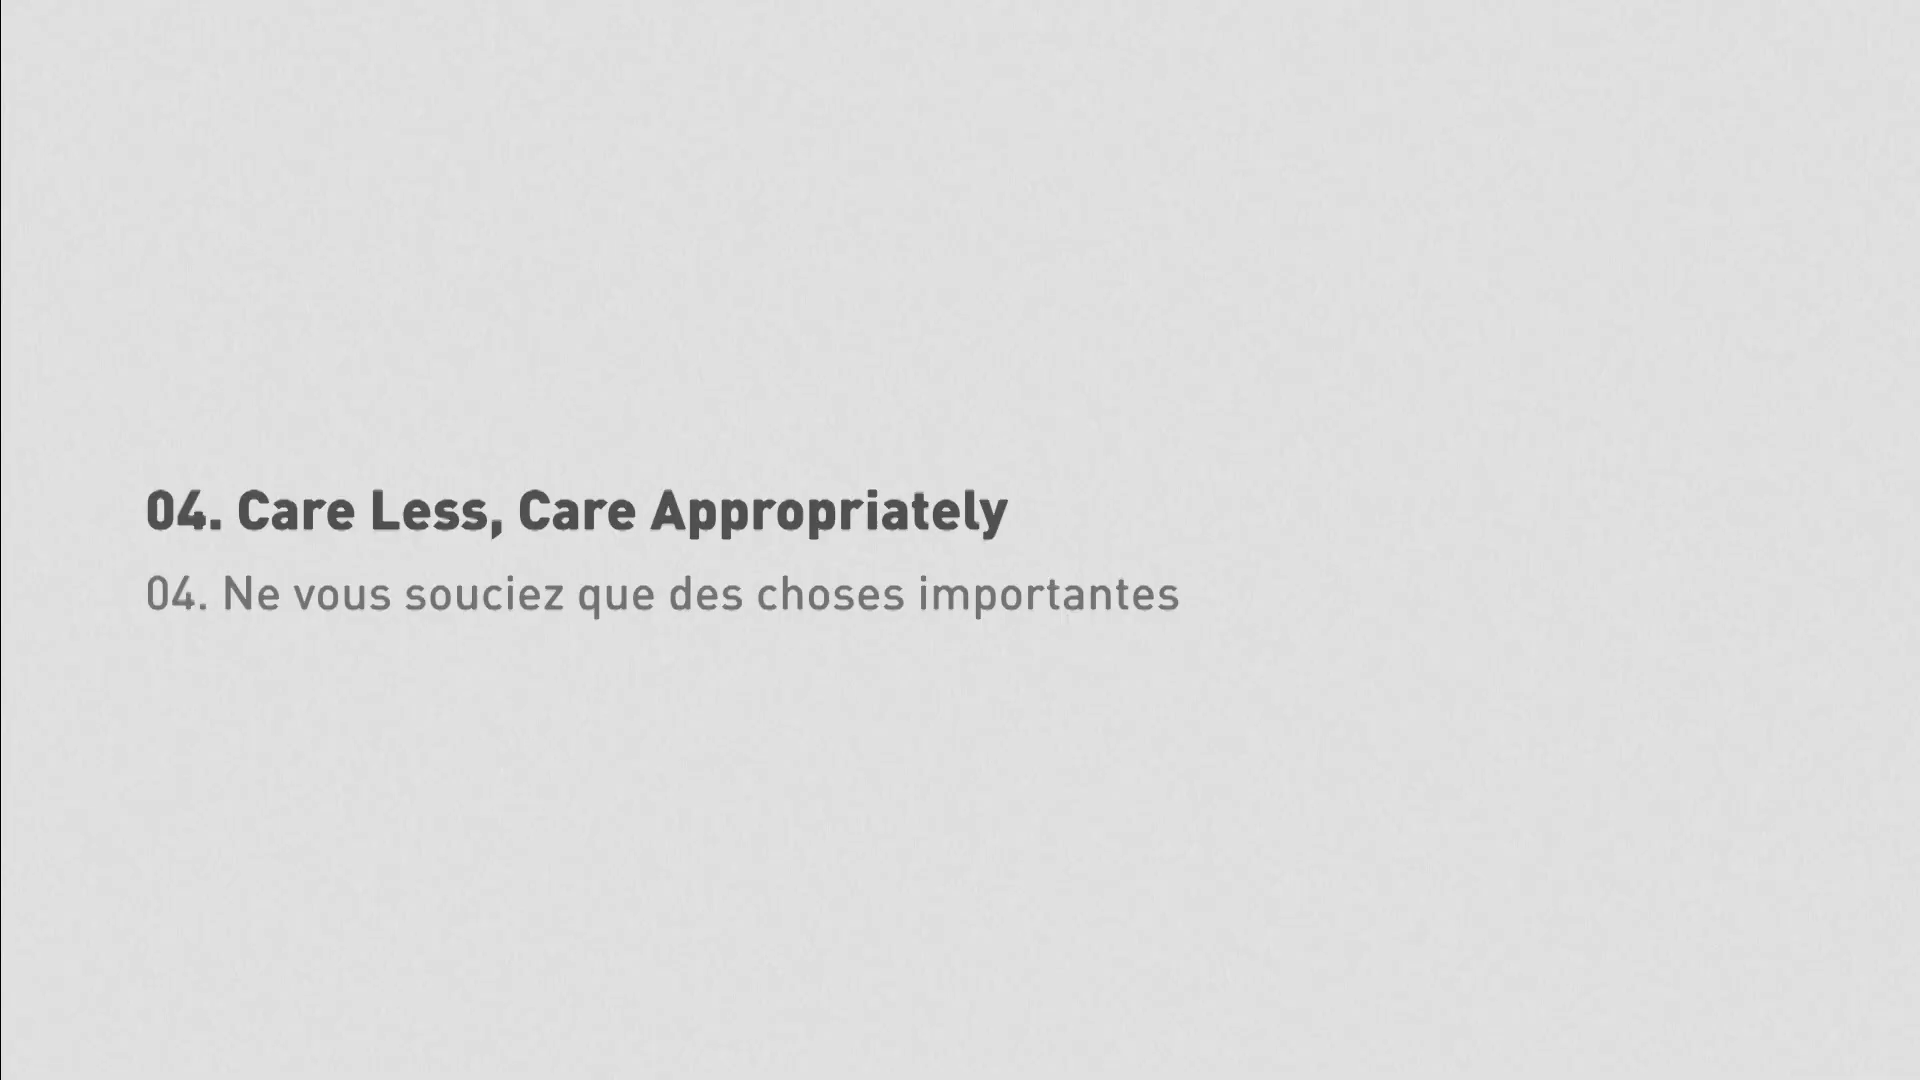 04. Care Less, Care Appropriately
04. Ne vous souciez que des choses importantes